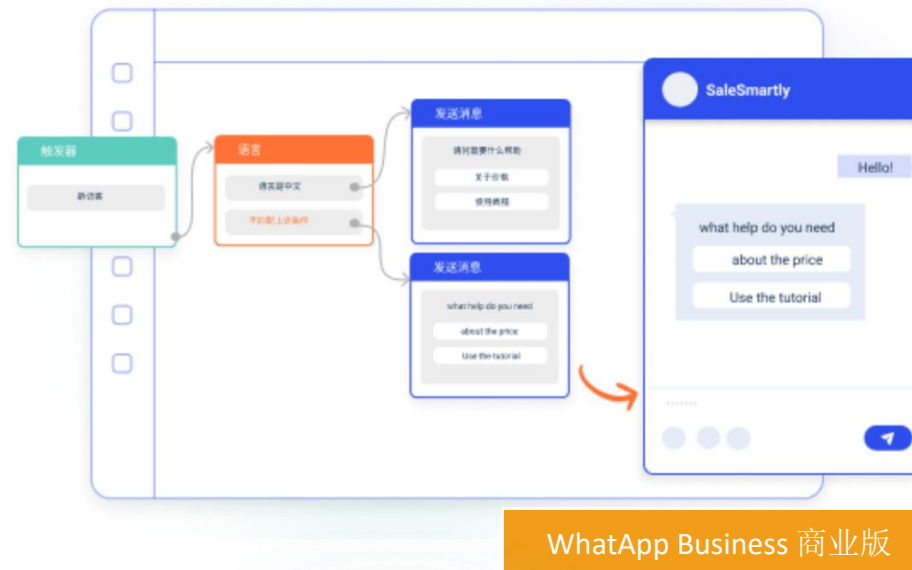 触发器
新访客
语言
语言是中文
不匹配上述条件
发送消息
请问需要什么帮助
关于价格
使用教程
发送消息
what help do you need
about the price
Use the tutorial
SaleSmartly
Hello!
what help do you need
about the price
Use the tutorial
WhatApp Business 商业版